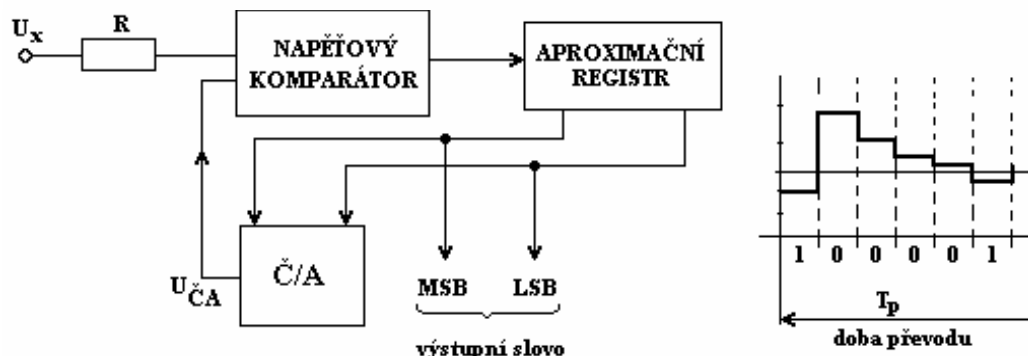 Ux
R
NAPĚŤOVÝ
KOMPARÁTOR
APROXIMAČNÍ
REGISTR
Č/A
UČA
MSB
LSB
výstupní slovo
1 0 0 0 0 1
Tp
doba převodu